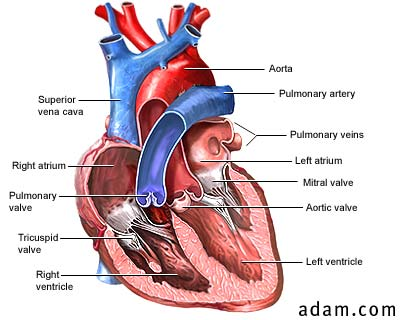 Aorta
Pulmonary artery
Superior
vena cava
Pulmonary veins
Right atrium
Left atrium
Mitral valve
Pulmonary
valve
Aortic valve
Tricuspid
valve
Left ventricle
Right
ventricle
adam.com